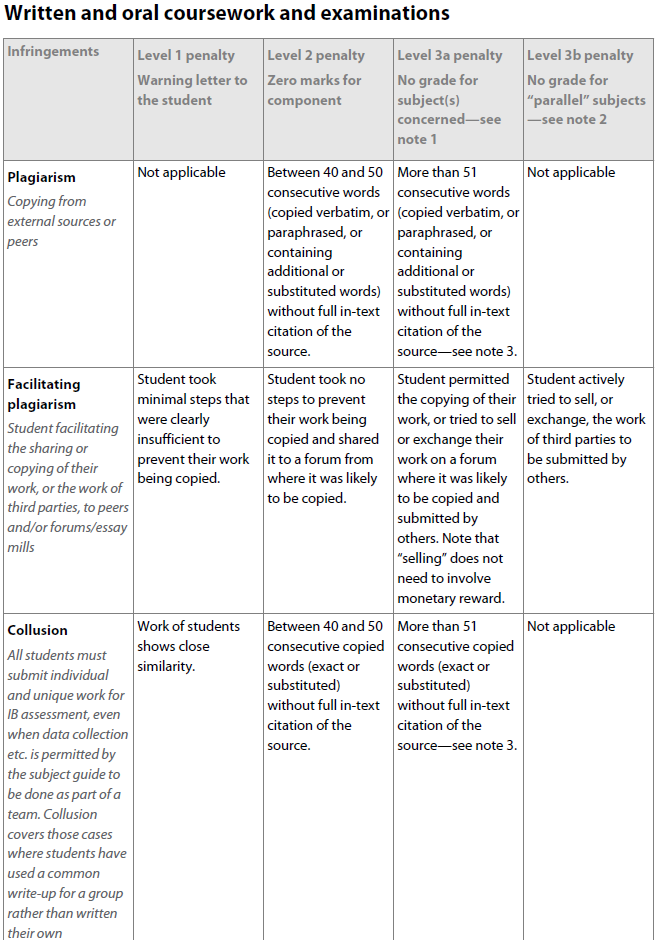 Written and oral coursework and examinations
Infringements
Level 1 penalty
Warning letter to
the student
Level 2 penalty
Zero marks for
component
Level 3a penalty
No grade for
subject(s)
concerned—see
note 1
Level 3b penalty
No grade for
“parallel” subjects
—see note 2
Plagiarism
Copying from
external sources or
peers
Not applicable
Between 40 and 50
consecutive words
(copied verbatim, or
paraphrased, or
containing
additional or
substituted words)
without full in-text
citation of the
source.
More than 51
consecutive words
(copied verbatim, or
paraphrased, or
containing
additional or
substituted words)
without full in-text
citation of the
source—see note 3.
Not applicable
Facilitating
plagiarism
Student facilitating
the sharing or
copying of their
work, or the work of
third parties, to peers
and/or forums/essay
mills
Student took
minimal steps that
were clearly
insufficient to
prevent their work
being copied.
Student took no
steps to prevent
their work being
copied and shared
it to a forum from
where it was likely
to be copied.
Student permitted
the copying of their
work, or tried to sell
or exchange their
work on a forum
where it was likely
to be copied and
submitted by
others. Note that
“selling” does not
need to involve
monetary reward.
Student actively
tried to sell, or
exchange, the work
of third parties to
be submitted by
others.
Collusion
All students must
submit individual
and unique work for
IB assessment, even
when data collection
etc. is permitted by
the subject guide to
be done as part of a
team. Collusion
covers those cases
where students have
used a common
write-up for a group
rather than written
their own
Work of students
shows close
similarity.
Between 40 and 50
consecutive copied
words (exact or
substituted)
without full in-text
citation of the
source.
More than 51
consecutive copied
words (exact or
substituted)
without full in-text
citation of the
source—see note 3.
Not applicable